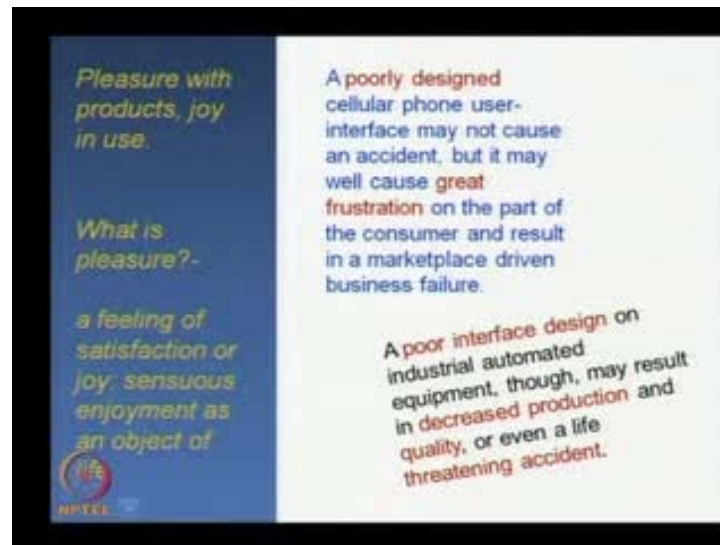 Pleasure with
products, joy
in use.
What is
pleasure?-
a feeling of
satisfaction or
joy: sensuous
enjoyment as
an object of
life
A poorly designed
cellular phone user-
interface may not cause
an accident, but it may
well cause great
frustration on the part of
the consumer and result
in a marketplace driven
business failure.
A poor interface design on
industrial automated
equipment, though, may result
in decreased production and
quality, or even a life
threatening accident.
NPTEL